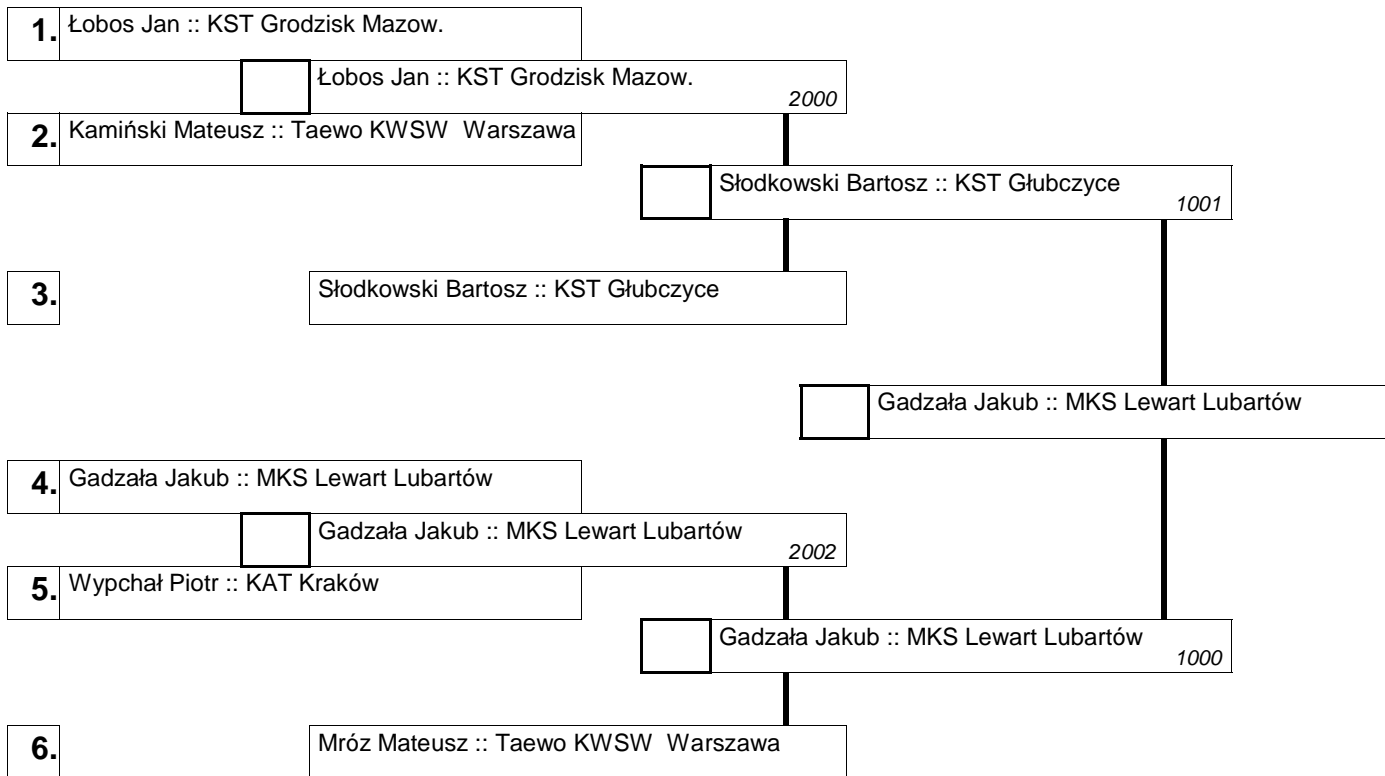 1. Łobos Jan :: KST Grodzisk Mazow.
Łobos Jan :: KST Grodzisk Mazow.
2000
2. Kamiński Mateusz :: Taewo KWSW  Warszawa
Słodkowski Bartosz :: KST Głubczyce
1001
3. Słodkowski Bartosz :: KST Głubczyce
Gadzała Jakub :: MKS Lewart Lubartów
4. Gadzała Jakub :: MKS Lewart Lubartów
Gadzała Jakub :: MKS Lewart Lubartów
2002
5. Wypchał Piotr :: KAT Kraków
Gadzała Jakub :: MKS Lewart Lubartów
1000
6. Mróz Mateusz :: Taewo KWSW  Warszawa